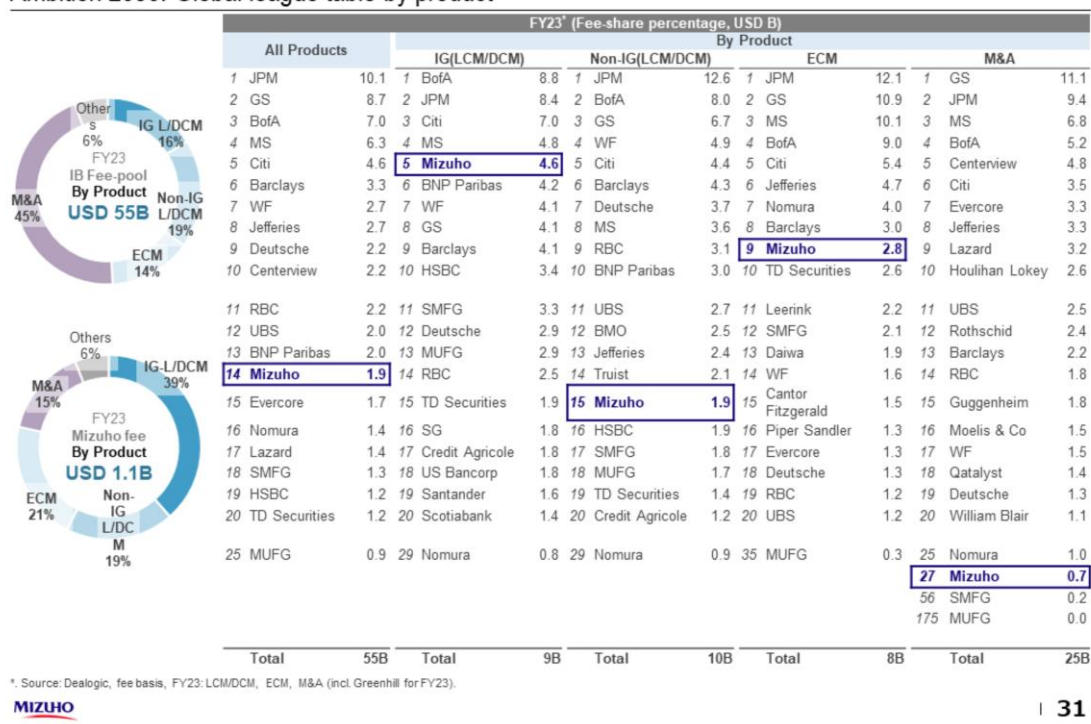 FY23* (Fee-share percentage, USD B)
All Products
By Product
IG(LCM/DCM) Non-IG(LCM/DCM) ECM M&A
1 JPM 10.1 1 BofA 8.8 1 JPM 12.6 1 JPM 12.1 1 GS 11.1
2 GS 8.7 2 JPM 8.4 2 BofA 8.0 2 GS 10.9 2 JPM 9.4
3 BofA 7.0 3 Citi 7.0 3 GS 6.7 3 MS 10.1 3 MS 6.8
4 MS 6.3 4 MS 4.8 4 WF 4.9 4 BofA 9.0 4 BofA 5.2
5 Citi 4.6 5 Mizuho 4.6 5 Citi 4.4 5 Citi 5.4 5 Centerview 4.8
6 Barclays 3.3 6 BNP Paribas 4.2 6 Barclays 4.3 6 Jefferies 4.7 6 Citi 3.5
7 WF 2.7 7 WF 4.1 7 Deutsche 3.7 7 Nomura 4.0 7 Evercore 3.3
8 Jefferies 2.7 8 GS 4.1 8 MS 3.6 8 Barclays 3.0 8 Jefferies 3.3
9 Deutsche 2.2 9 Barclays 4.1 9 RBC 3.1 9 Mizuho 2.8 9 Lazard 3.2
10 Centerview 2.2 10 HSBC 3.4 10 BNP Paribas 3.0 10 TD Securities 2.6 10 Houlihan Lokey 2.6
11 RBC 2.2 11 SMFG 3.3 11 UBS 2.7 11 Leerink 2.2 11 UBS 2.5
12 UBS 2.0 12 Deutsche 2.9 12 BMO 2.5 12 SMFG 2.1 12 Rothschid 2.4
13 BNP Paribas 2.0 13 MUFG 2.9 13 Jefferies 2.4 13 Daiwa 1.9 13 Barclays 2.2
14 Mizuho 1.9 14 RBC 2.5 14 Truist 2.1 14 WF 1.6 14 RBC 1.8
15 Evercore 1.7 15 TD Securities 1.9 15 Mizuho 1.9 15 Cantor Fitzgerald 1.5 15 Guggenheim 1.8
16 Nomura 1.4 16 SG 1.8 16 HSBC 1.9 16 Piper Sandler 1.3 16 Moelis & Co 1.5
17 Lazard 1.4 17 Credit Agricole 1.8 17 SMFG 1.8 17 Evercore 1.3 17 WF 1.5
18 SMFG 1.3 18 US Bancorp 1.8 18 MUFG 1.7 18 Deutsche 1.3 18 Qatalyst 1.4
19 HSBC 1.2 19 Santander 1.6 19 TD Securities 1.4 19 RBC 1.2 19 Deutsche 1.3
20 TD Securities 1.2 20 Scotiabank 1.4 20 Credit Agricole 1.2 20 UBS 1.2 20 William Blair 1.1
25 MUFG 0.9 29 Nomura 0.8 29 Nomura 0.9 35 MUFG 0.3 25 Nomura 1.0
27 Mizuho 0.7
56 SMFG 0.2
175 MUFG 0.0
Total 55B Total 9B Total 10B Total 8B Total 25B
Other
s
6%
IG L/DCM
16%
FY23
IB Fee-pool
By Product
USD 55B
M&A
45%
Non-IG
L/DCM
19%
ECM
14%
Others
6%
IG-L/DCM
39%
M&A
15%
FY23
Mizuho fee
By Product
USD 1.1B
ECM
21%
Non-
IG
L/DC
M
19%
*. Source: Dealogic, fee basis, FY23: LCM/DCM, ECM, M&A (incl. Greenhill for FY23).
MIZUHO
31